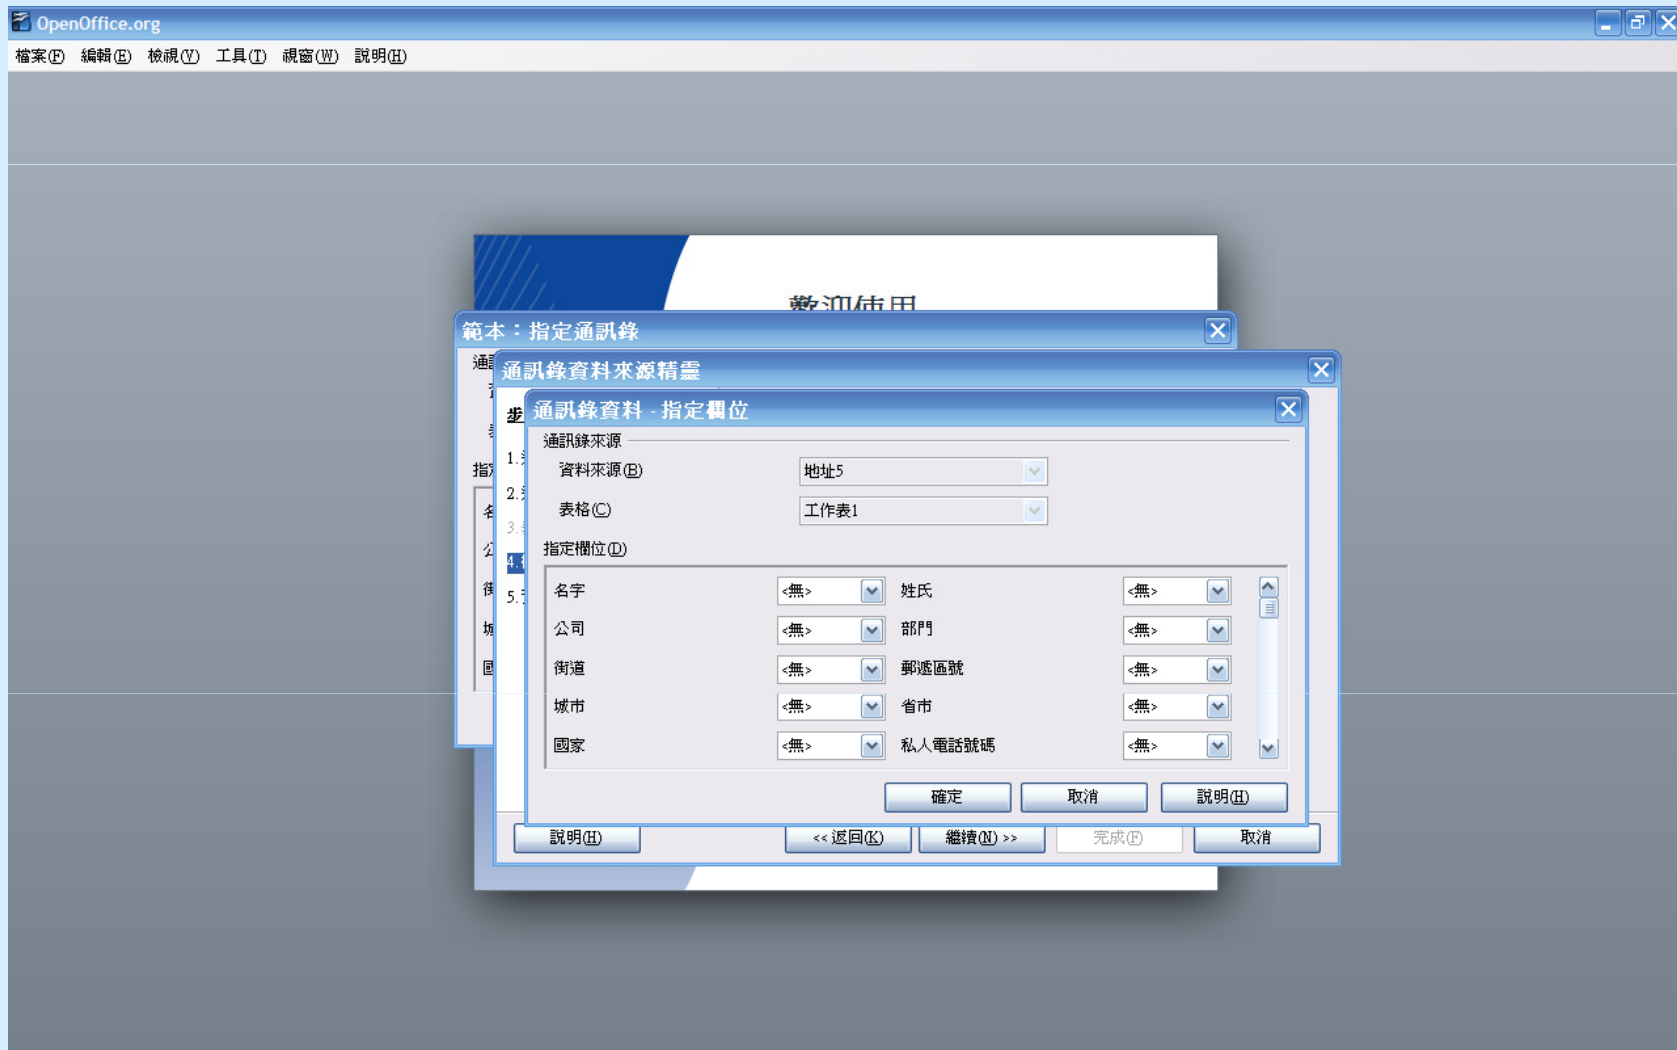 OpenOffice.org
檔案(F) 編輯(E) 檢視(V) 工具(T) 視窗(W) 說明(H)
歡迎使用
範本：指定通訊錄
通訊錄資料來源精靈
通訊錄資料 - 指定欄位
通訊錄來源
資料來源(B) 地址5
表格(C) 工作表1
指定欄位(D)
名字 <無> 姓氏 <無>
公司 <無> 部門 <無>
街道 <無> 郵遞區號 <無>
城市 <無> 省市 <無>
國家 <無> 私人電話號碼 <無>
確定 取消 說明(H)
說明(H) << 返回(K) 繼續(N) >> 完成(F) 取消
步
1.
2.
3.
4.
5.